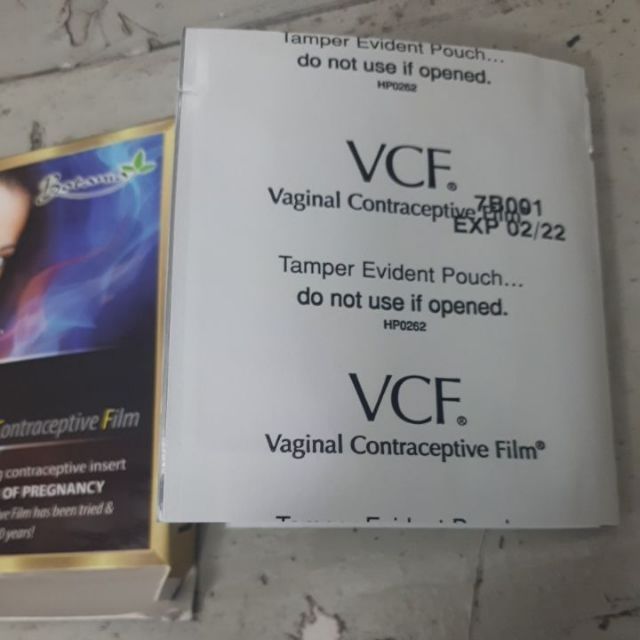 Tamper Evident Pouch...
do not use if opened.
HP0262
VCF®
Vaginal Contraceptive Film®
7B001
EXP 02/22
Tamper Evident Pouch...
do not use if opened.
HP0262
VCF®
Vaginal Contraceptive Film®
Contraceptive Film
contraceptive insert
OF PREGNANCY
Film has been tried &
years!